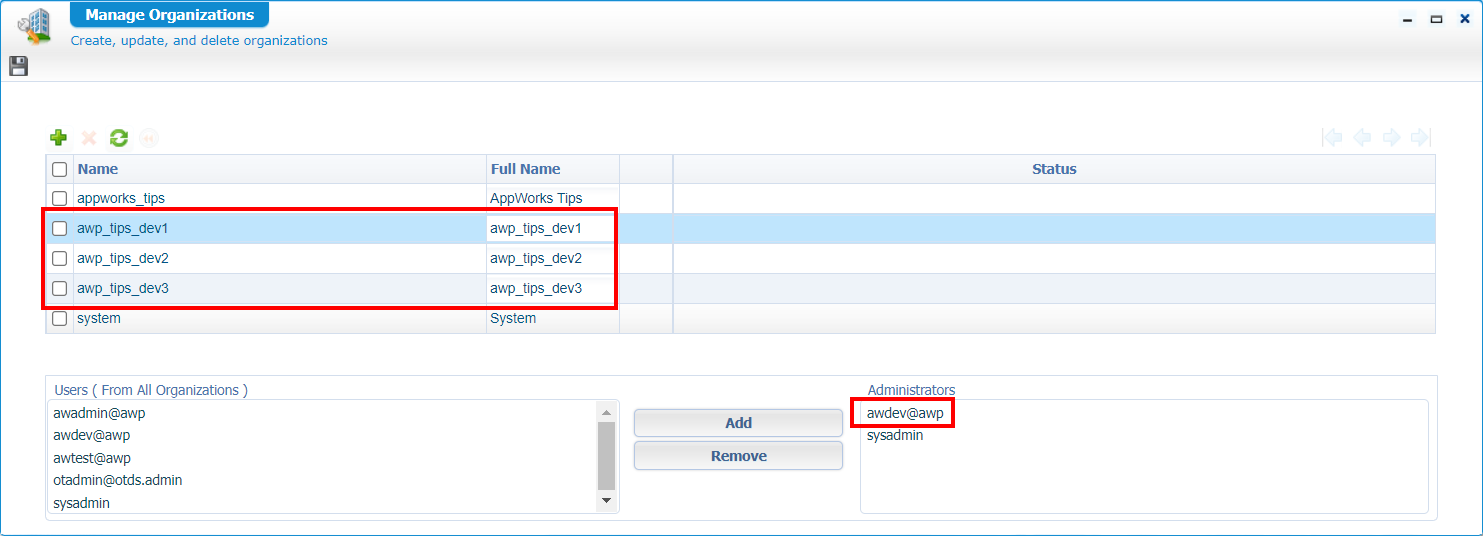 Manage Organizations
Create, update, and delete organizations
Name Full Name Status
appworks_tips AppWorks Tips
awp_tips_dev1 awp_tips_dev1
awp_tips_dev2 awp_tips_dev2
awp_tips_dev3 awp_tips_dev3
system System
Users ( From All Organizations )
awadmin@awp
awdev@awp
awtest@awp
otadmin@otds.admin
sysadmin
Add
Remove
Administrators
awdev@awp
sysadmin